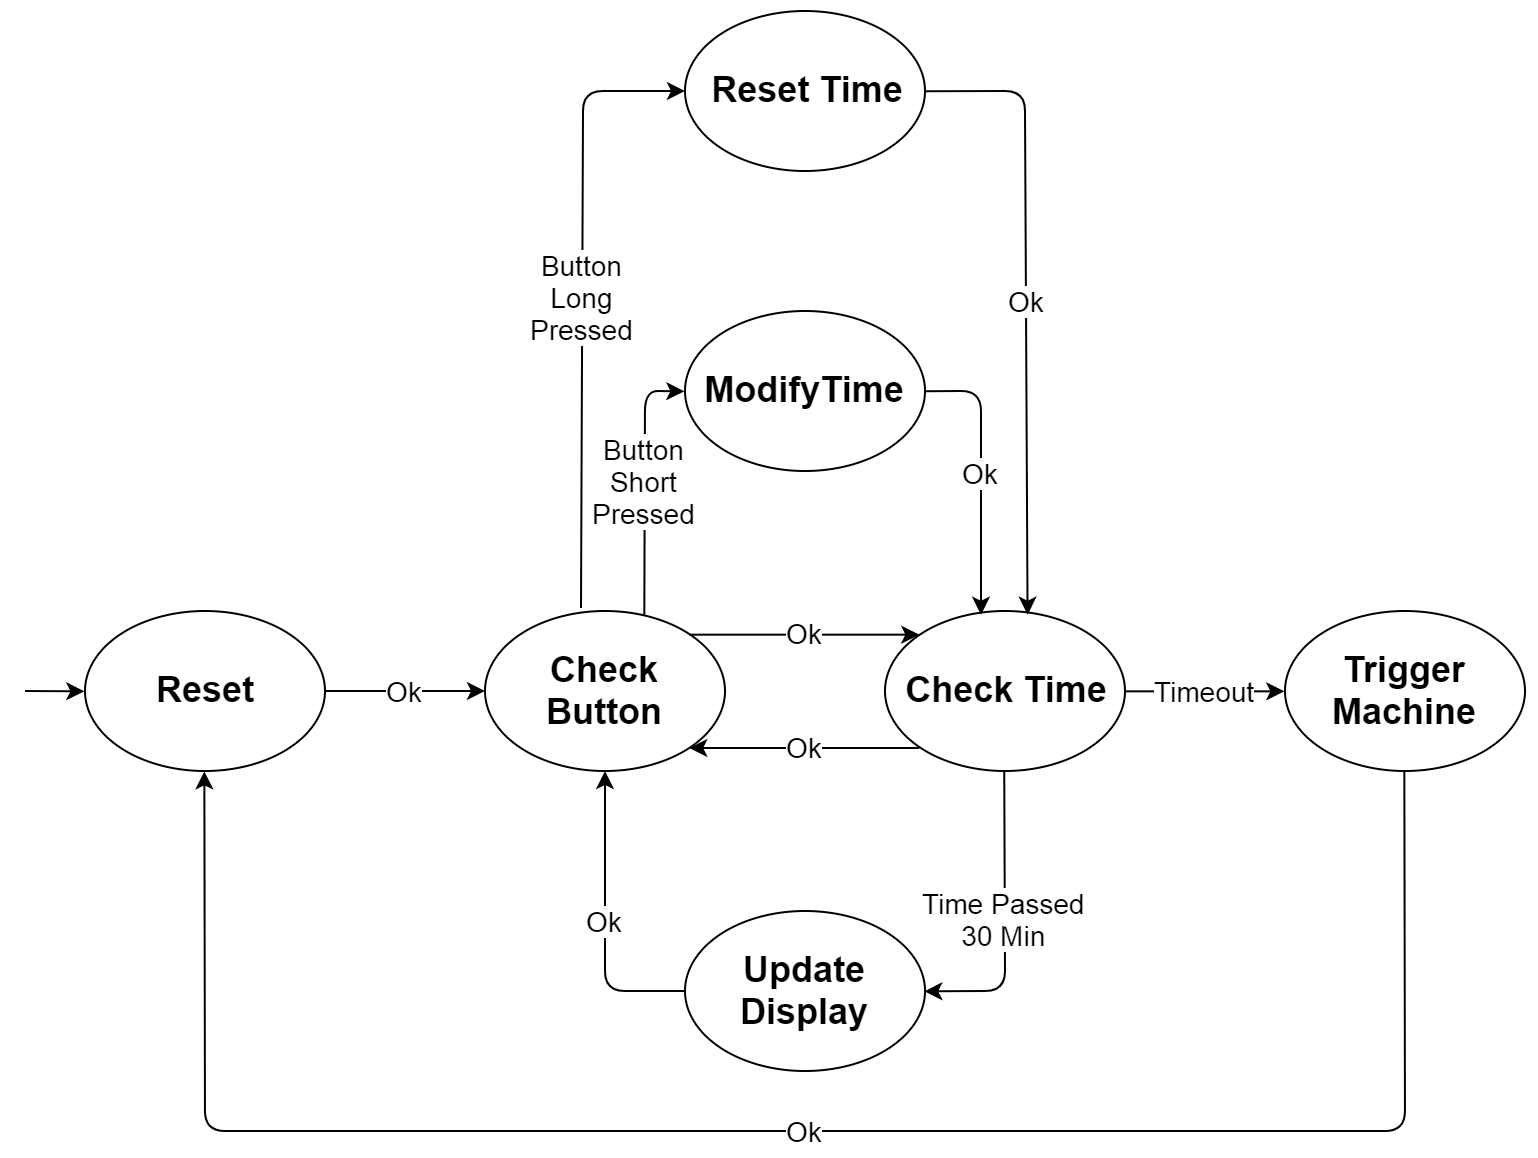 Reset Time
Button
Long
Pressed
Ok
ModifyTime
Button
Short
Pressed
Ok
Ok
Reset
Ok
Check
Button
Check Time
Timeout
Trigger
Machine
Ok
Time Passed
30 Min
Ok
Update
Display
Ok